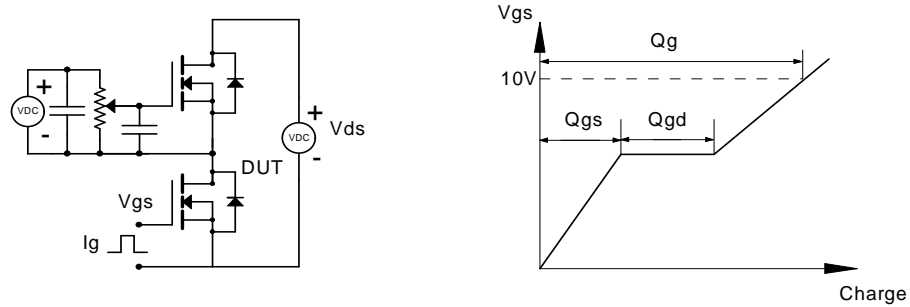 +
VDC
-
+
VDC
-
Vds
DUT
Vgs
Ig
Vgs
Qg
10V
Qgs
Qgd
Charge